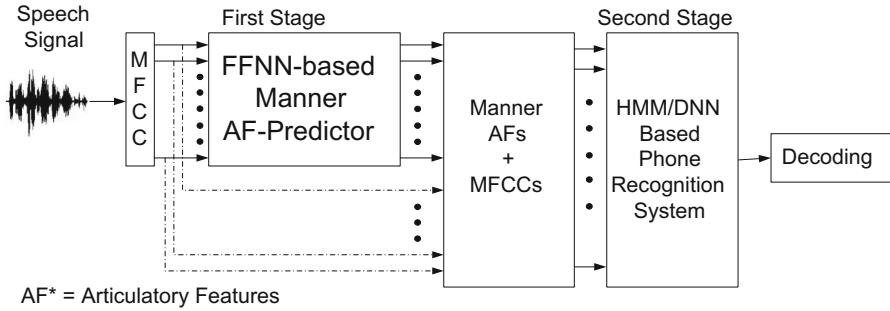 Speech
Signal
First Stage
Second Stage
M
F
C
C
FFNN-based
Manner
AF-Predictor
Manner
AFs
+
MFCCs
HMM/DNN
Based
Phone
Recognition
System
Decoding
AF* = Articulatory Features